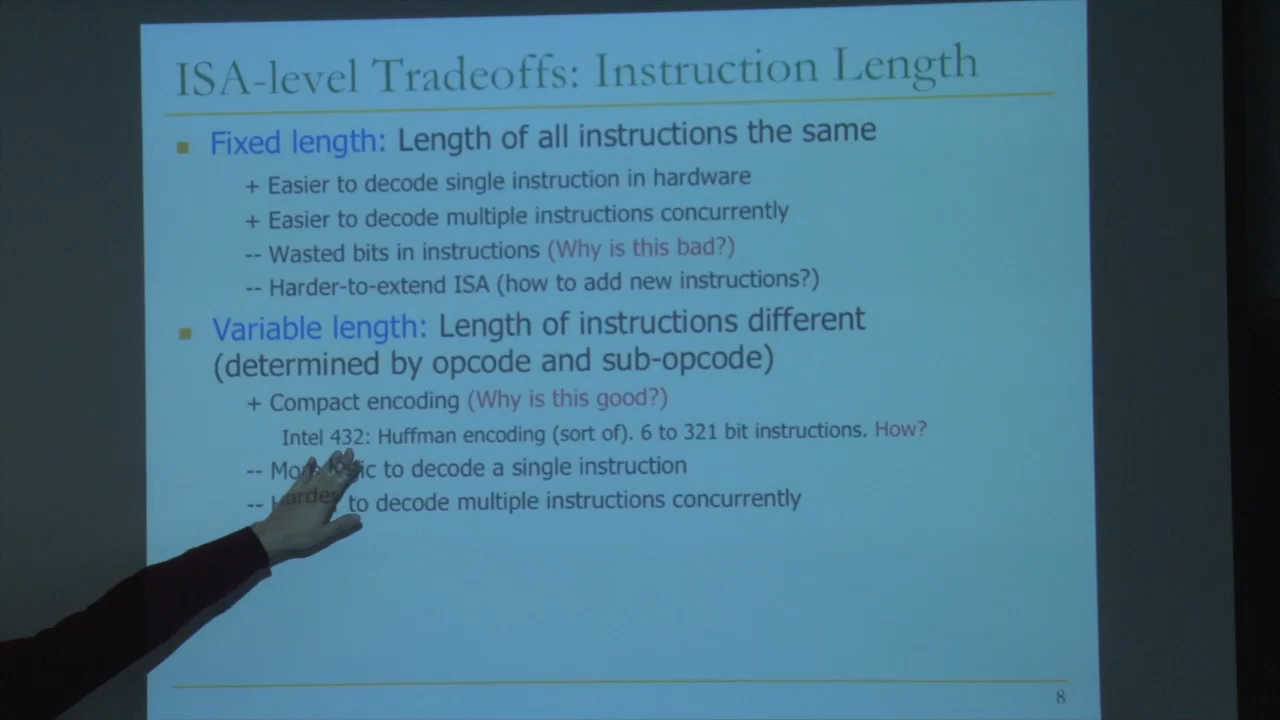 ISA-level Tradeoffs: Instruction Length
Fixed length: Length of all instructions the same
+ Easier to decode single instruction in hardware
+ Easier to decode multiple instructions concurrently
-- Wasted bits in instructions (Why is this bad?)
-- Harder-to-extend ISA (how to add new instructions?)
Variable length: Length of instructions different
(determined by opcode and sub-opcode)
+ Compact encoding (Why is this good?)
Intel 432: Huffman encoding (sort of). 6 to 321 bit instructions. How?
-- More logic to decode a single instruction
-- Harder to decode multiple instructions concurrently
8